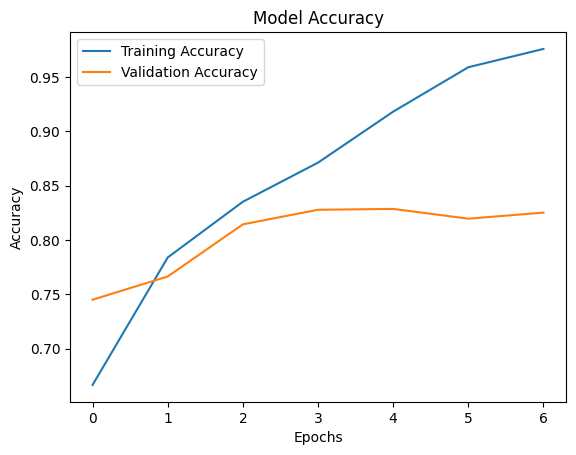 Model Accuracy
Training Accuracy
Validation Accuracy
0.95
0.90
0.85
0.80
0.75
0.70
Accuracy
0 1 2 3 4 5 6
Epochs